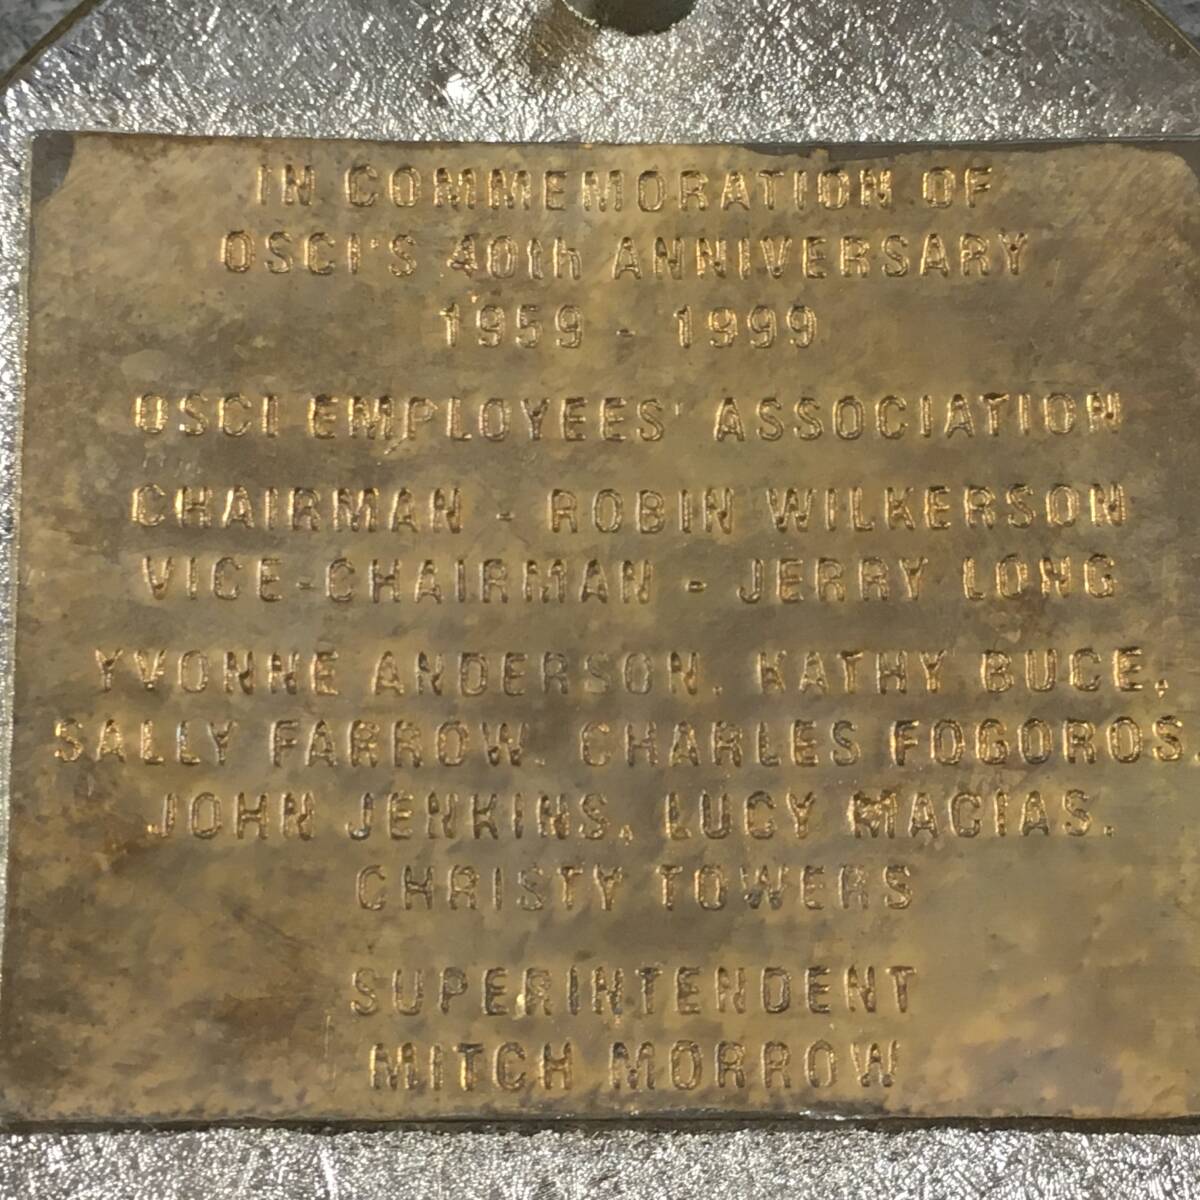 IN COMMEMORATION OF
OSCI'S 40th ANNIVERSARY
1959 - 1999
OSCI EMPLOYEES' ASSOCIATION
CHAIRMAN - ROBIN WILKERSON
VICE-CHAIRMAN - JERRY LONG
YVONNE ANDERSON, KATHY BUCE,
SALLY FARROW, CHARLES FOGOROS,
JOHN JENKINS, LUCY MACIAS,
CHRISTY TOWERS
SUPERINTENDENT
MITCH MORROW